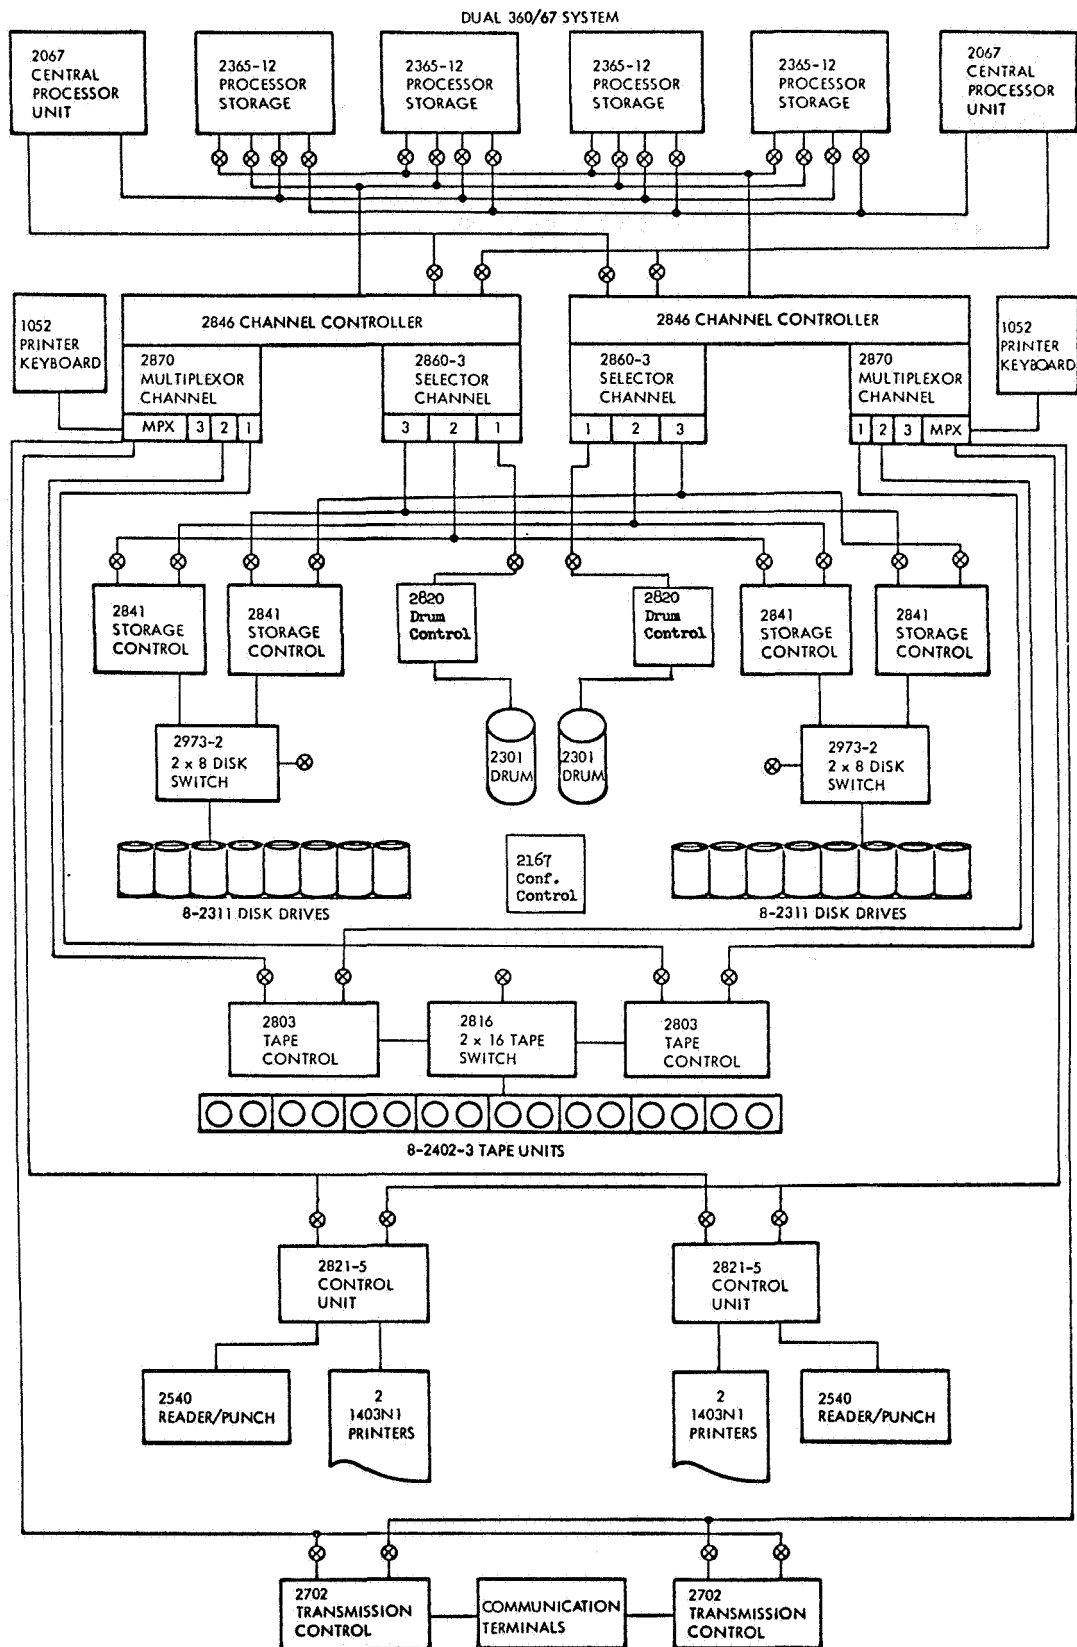 DUAL 360/67 SYSTEM
2067
CENTRAL
PROCESSOR
UNIT
2365-12
PROCESSOR
STORAGE
2365-12
PROCESSOR
STORAGE
2365-12
PROCESSOR
STORAGE
2365-12
PROCESSOR
STORAGE
2067
CENTRAL
PROCESSOR
UNIT
1052
PRINTER
KEYBOARD
2846 CHANNEL CONTROLLER
2870
MULTIPLEXOR
CHANNEL
MPX 3 2 1
2860-3
SELECTOR
CHANNEL
3 2 1
2846 CHANNEL CONTROLLER
2860-3
SELECTOR
CHANNEL
1 2 3
2870
MULTIPLEXOR
CHANNEL
1 2 3 MPX
1052
PRINTER
KEYBOARD
2841
STORAGE
CONTROL
2841
STORAGE
CONTROL
2820
Drum
Control
2820
Drum
Control
2841
STORAGE
CONTROL
2841
STORAGE
CONTROL
2973-2
2 x 8 DISK
SWITCH
2301
DRUM
2301
DRUM
2973-2
2 x 8 DISK
SWITCH
8-2311 DISK DRIVES
2167
Conf.
Control
8-2311 DISK DRIVES
2803
TAPE
CONTROL
2816
2 x 16 TAPE
SWITCH
2803
TAPE
CONTROL
8-2402-3 TAPE UNITS
2821-5
CONTROL
UNIT
2821-5
CONTROL
UNIT
2540
READER/PUNCH
2
1403N1
PRINTERS
2
1403N1
PRINTERS
2540
READER/PUNCH
2702
TRANSMISSION
CONTROL
COMMUNICATION
TERMINALS
2702
TRANSMISSION
CONTROL